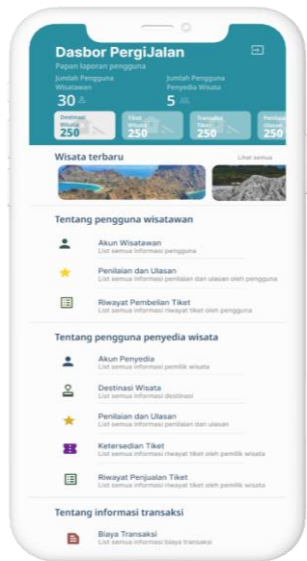 Dasbor PergiJalan
Papan laporan pengguna
Jumlah Pengguna Wisatawan
30
Jumlah Pengguna Penyedia Wisata
5
Destinasi Wisata
250
Tiket Wisata
250
Transaksi Tiket
250
250
Wisata terbaru
Lihat semua
Tentang pengguna wisatawan
Akun Wisatawan
List semua informasi pengguna
Penilaian dan Ulasan
List semua informasi penilaian dan ulasan oleh pengguna
Riwayat Pembelian Tiket
List semua informasi riwayat tiket oleh pengguna
Tentang pengguna penyedia wisata
Akun Penyedia
List semua informasi pemilik wisata
Destinasi Wisata
List semua informasi destinasi
Penilaian dan Ulasan
List semua informasi penilaian dan ulasan
Ketersedian Tiket
List semua informasi riwayat tiket oleh pemilik wisata
Riwayat Penjualan Tiket
List semua informasi riwayat tiket oleh pemilik wisata
Tentang informasi transaksi
Biaya Transaksi
List semua informasi biaya transaksi